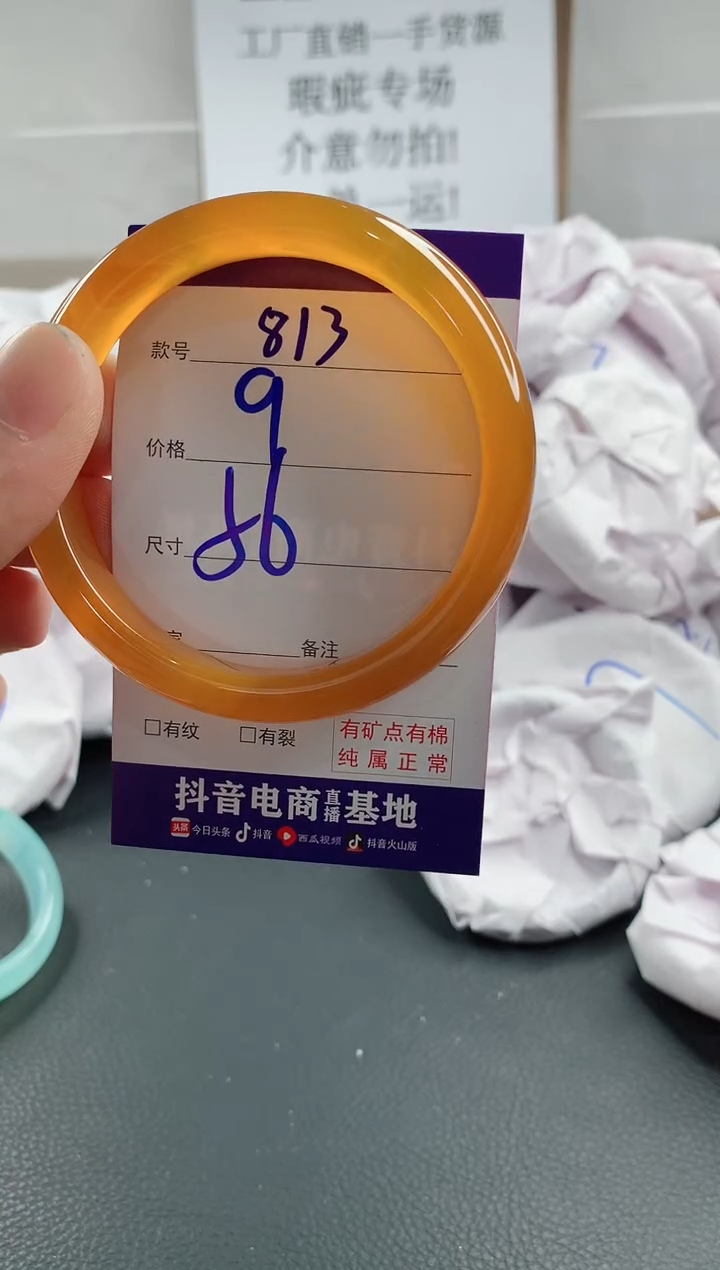 工厂直销一手货源
瑕疵专场
介意勿拍!
一运!
款号 813
价格 9
尺寸 56
备注
□有纹 □有裂
有矿点有棉
纯属正常
抖音电商直播基地
头条 今日头条 抖音 西瓜视频 抖音火山版